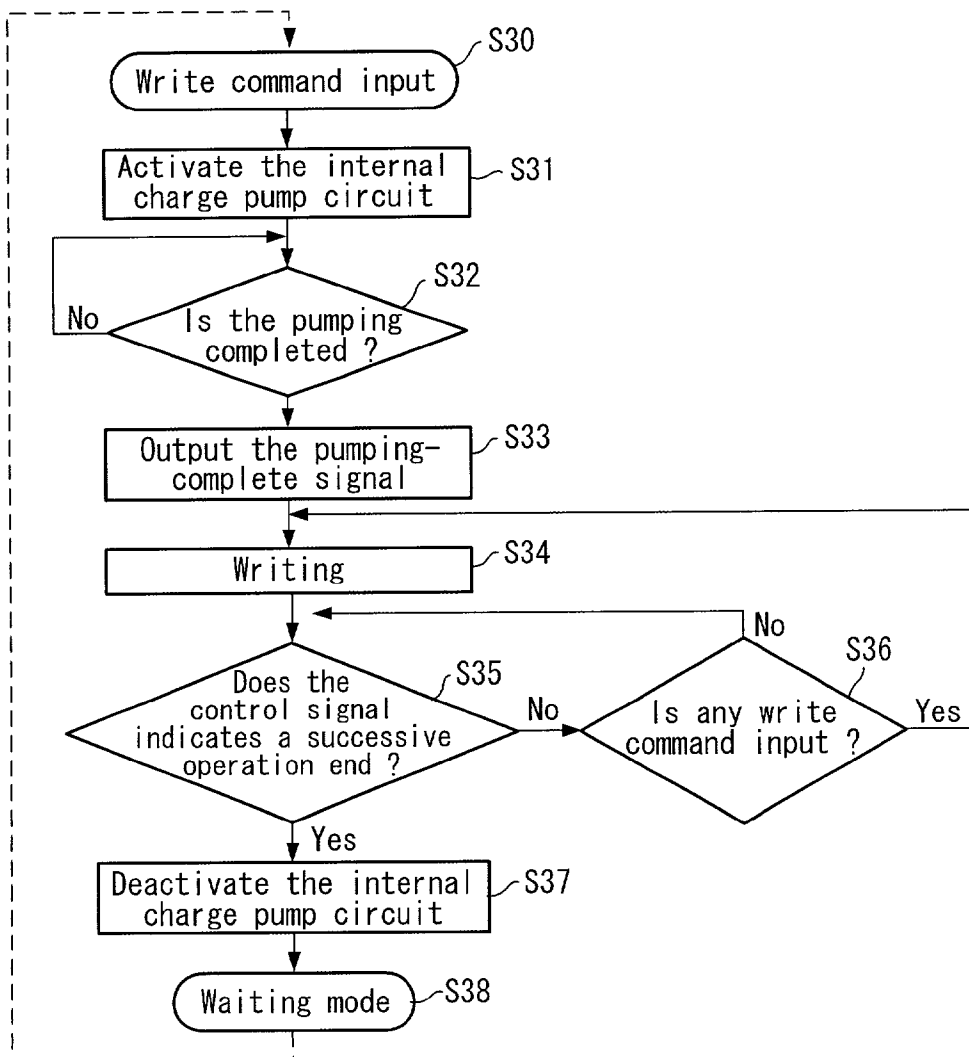 S30
Write command input
S31
Activate the internal
charge pump circuit
S32
No
Is the pumping
completed ?
S33
Output the pumping-
complete signal
S34
Writing
No
S35
S36
Does the
control signal
indicates a successive
operation end ?
No
Is any write
command input ?
Yes
Yes
S37
Deactivate the internal
charge pump circuit
S38
Waiting mode